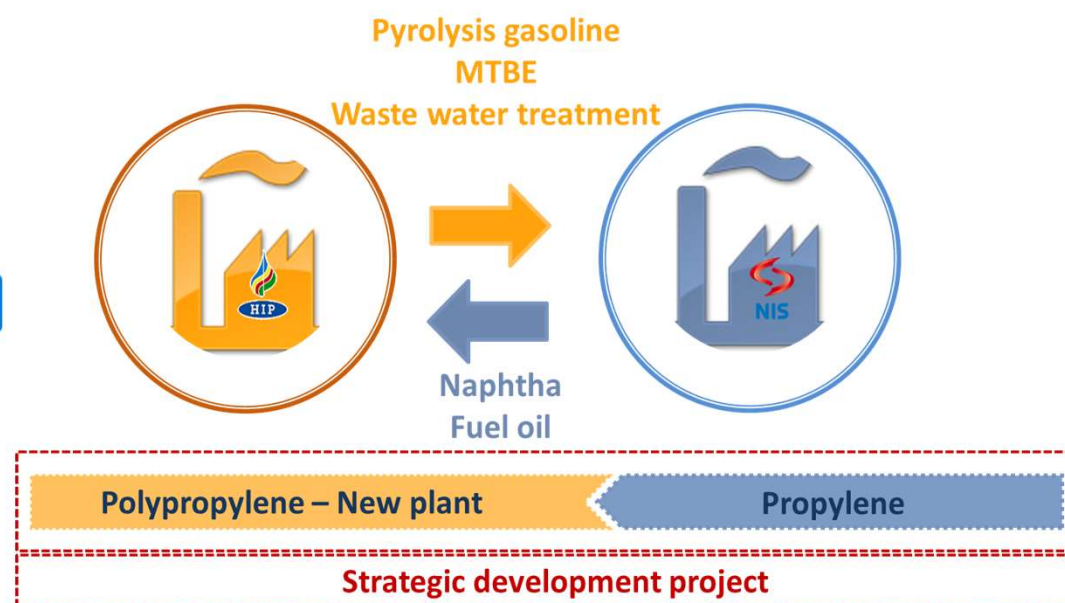 Pyrolysis gasoline
MTBE
Waste water treatment
HIP
NIS
Naphtha
Fuel oil
Polypropylene – New plant
Propylene
Strategic development project